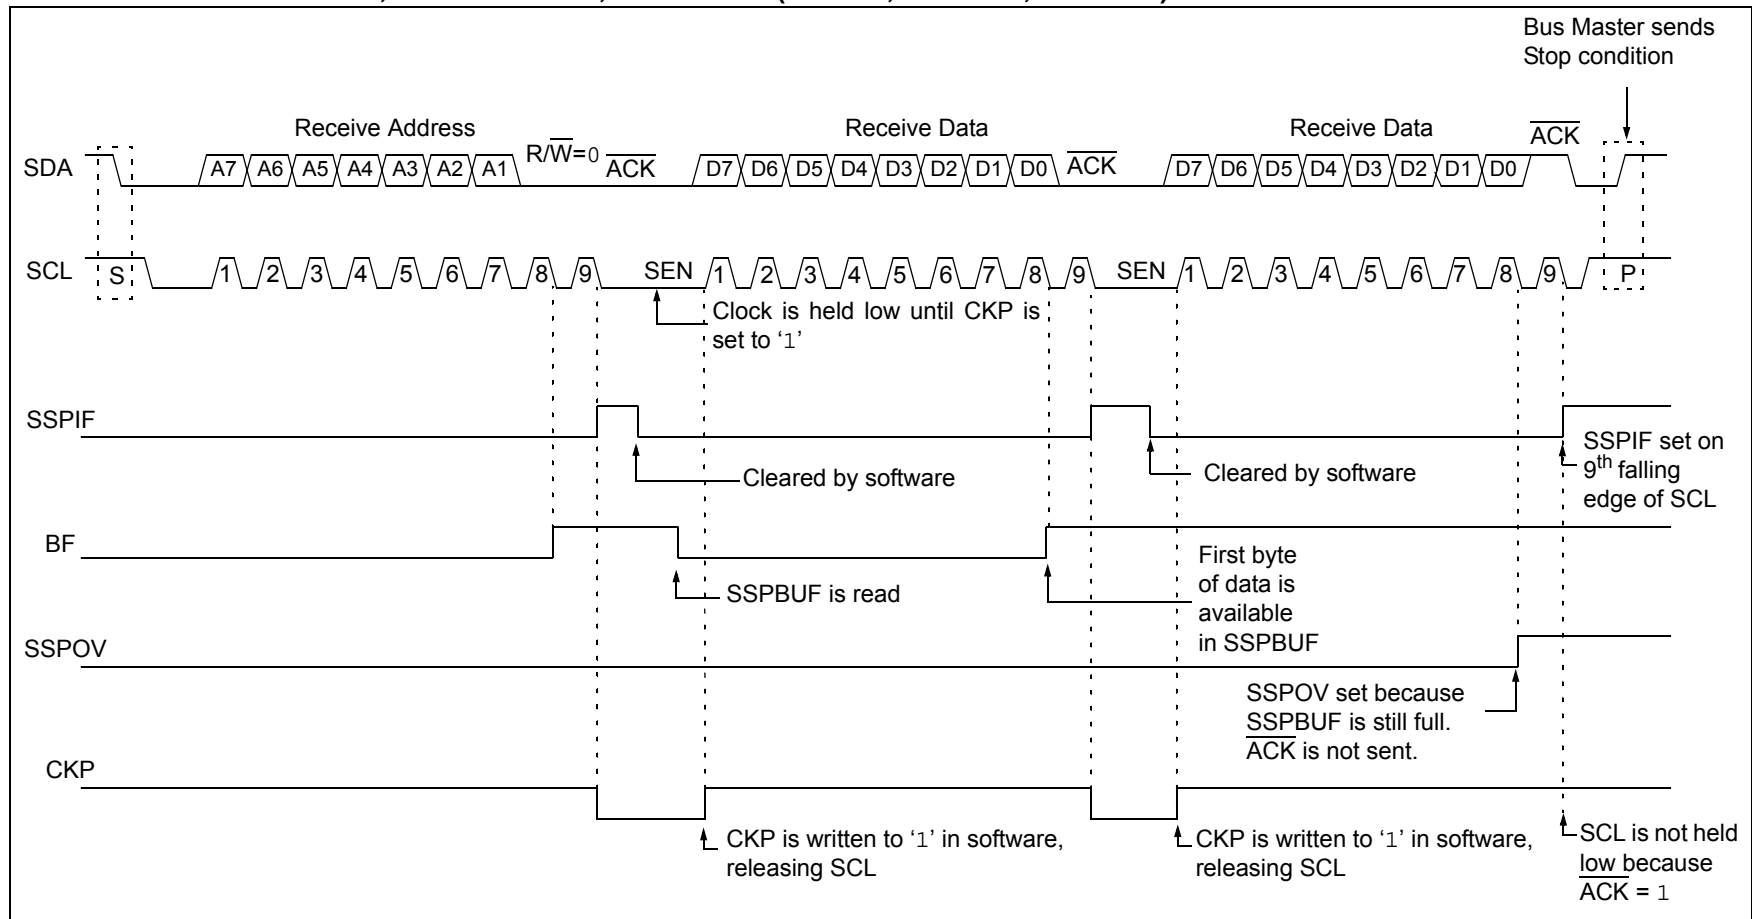 Bus Master sends
Stop condition
Receive Address
Receive Data
Receive Data
ACK
SDA
A7 A6 A5 A4 A3 A2 A1
R/W=0 ACK
D7 D6 D5 D4 D3 D2 D1 D0
ACK
D7 D6 D5 D4 D3 D2 D1 D0
SCL
S
1 2 3 4 5 6 7 8 9
SEN
1 2 3 4 5 6 7 8 9
SEN
1 2 3 4 5 6 7 8 9
P
Clock is held low until CKP is
set to ‘1’
SSPIF
Cleared by software
Cleared by software
SSPIF set on
9th falling
edge of SCL
BF
SSPBUF is read
First byte
of data is
available
in SSPBUF
SSPOV
SSPOV set because
SSPBUF is still full.
ACK is not sent.
CKP
CKP is written to ‘1’ in software,
releasing SCL
CKP is written to ‘1’ in software,
releasing SCL
SCL is not held
low because
ACK = 1